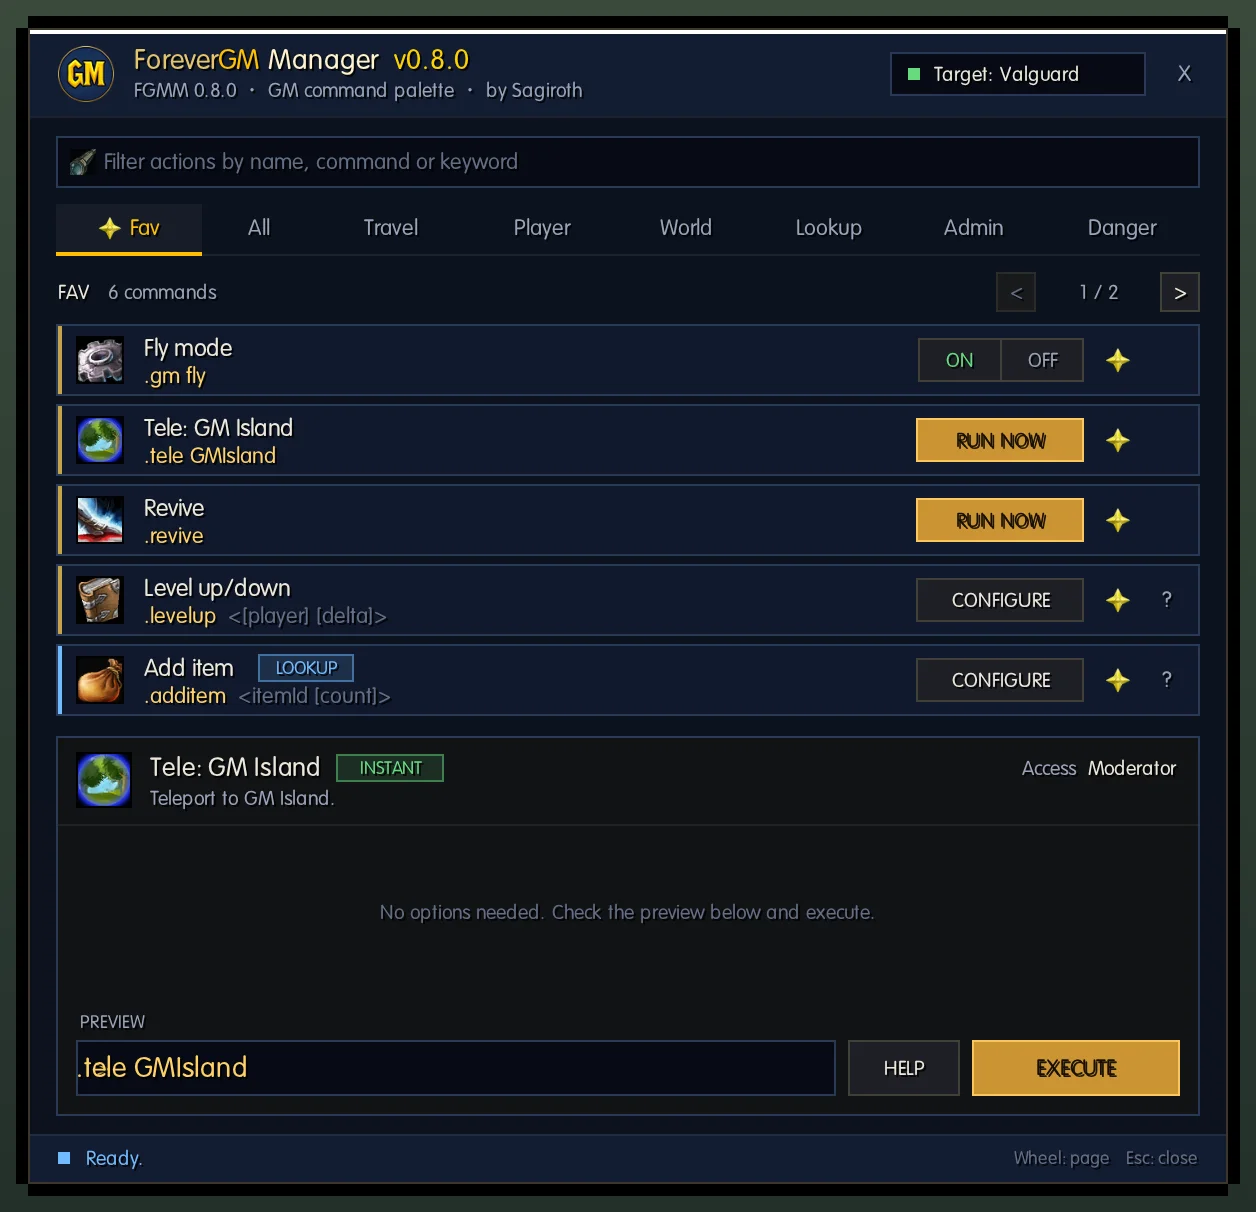 GM
ForeverGM Manager v0.8.0
FGMM 0.8.0 · GM command palette · by Sagiroth
Target: Valguard
X
Filter actions by name, command or keyword
Fav
All
Travel
Player
World
Lookup
Admin
Danger
FAV 6 commands
<
1 / 2
>
Fly mode
.gm fly
ON
OFF
Tele: GM Island
.tele GMIsland
RUN NOW
Revive
.revive
RUN NOW
Level up/down
.levelup <[player] [delta]>
CONFIGURE
?
Add item
LOOKUP
.additem <itemId [count]>
CONFIGURE
?
Tele: GM Island
INSTANT
Teleport to GM Island.
Access Moderator
No options needed. Check the preview below and execute.
PREVIEW
.tele GMIsland
HELP
EXECUTE
Ready.
Wheel: page Esc: close